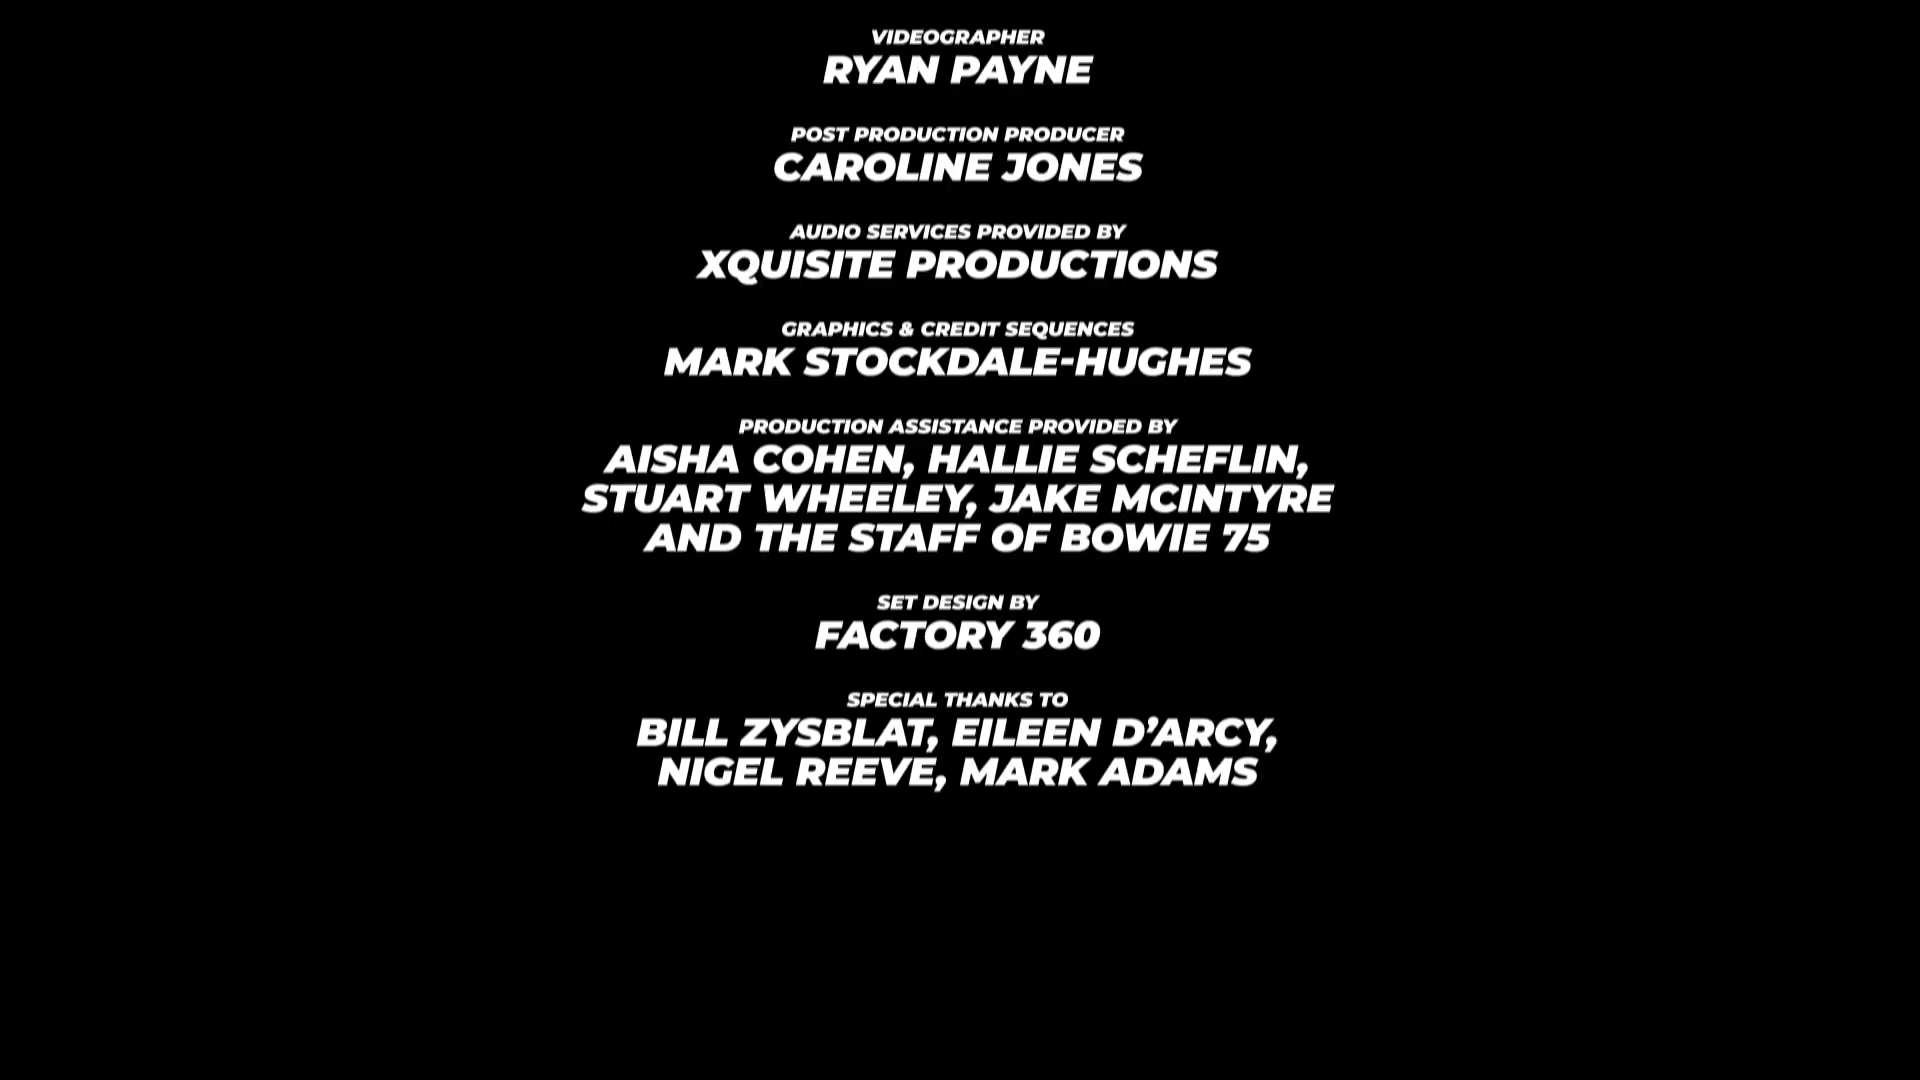 VIDEOGRAPHER
RYAN PAYNE
POST PRODUCTION PRODUCER
CAROLINE JONES
AUDIO SERVICES PROVIDED BY
XQUISITE PRODUCTIONS
GRAPHICS & CREDIT SEQUENCES
MARK STOCKDALE-HUGHES
PRODUCTION ASSISTANCE PROVIDED BY
AISHA COHEN, HALLIE SCHEFLIN,
STUART WHEELEY, JAKE MCINTYRE
AND THE STAFF OF BOWIE 75
SET DESIGN BY
FACTORY 360
SPECIAL THANKS TO
BILL ZYSBLAT, EILEEN D’ARCY,
NIGEL REEVE, MARK ADAMS